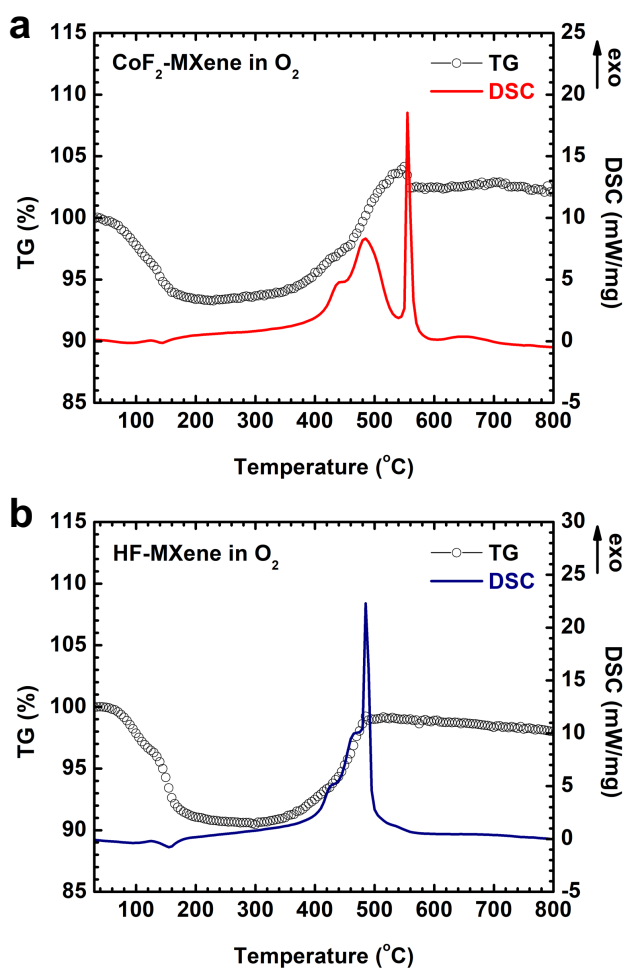 a
CoF₂-MXene in O₂
TG
DSC
exo
TG (%)
DSC (mW/mg)
115
110
105
100
95
90
85
25
20
15
10
5
0
-5
100 200 300 400 500 600 700 800
Temperature (°C)
b
HF-MXene in O₂
TG
DSC
exo
TG (%)
DSC (mW/mg)
115
110
105
100
95
90
85
30
25
20
15
10
5
0
-5
100 200 300 400 500 600 700 800
Temperature (°C)